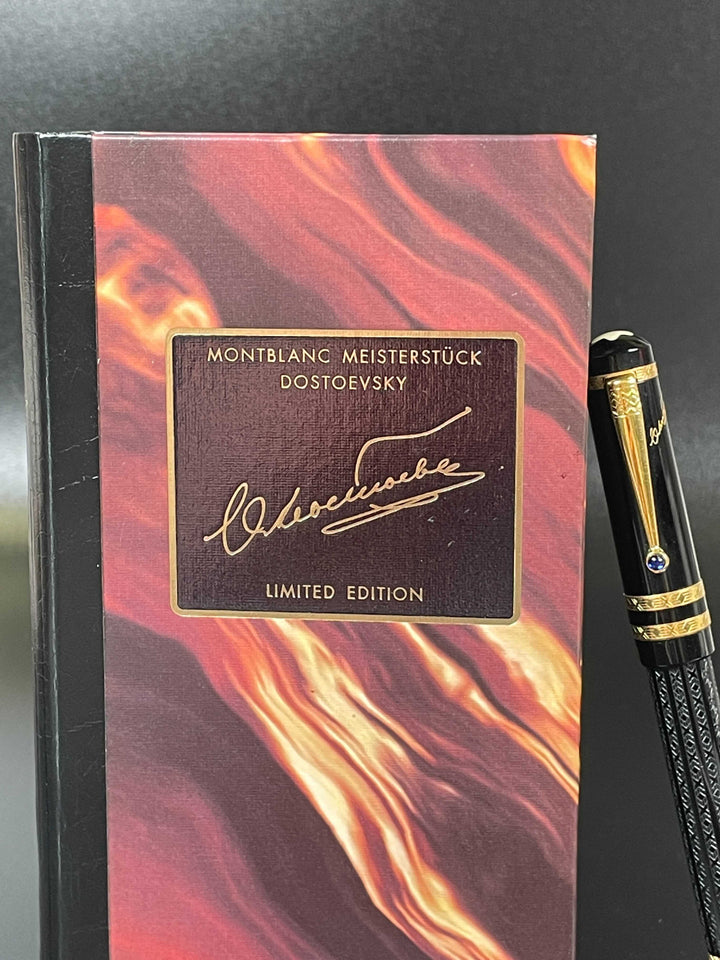 MONTBLANC MEISTERSTÜCK
DOSTOEVSKY
LIMITED EDITION